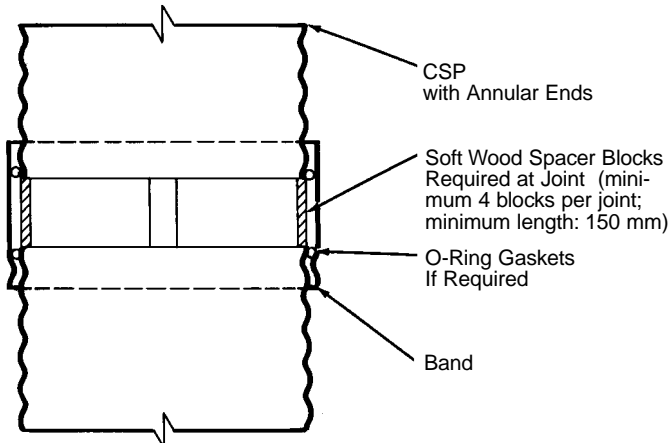 CSP
with Annular Ends
Soft Wood Spacer Blocks
Required at Joint (mini-
mum 4 blocks per joint;
minimum length: 150 mm)
O-Ring Gaskets
If Required
Band